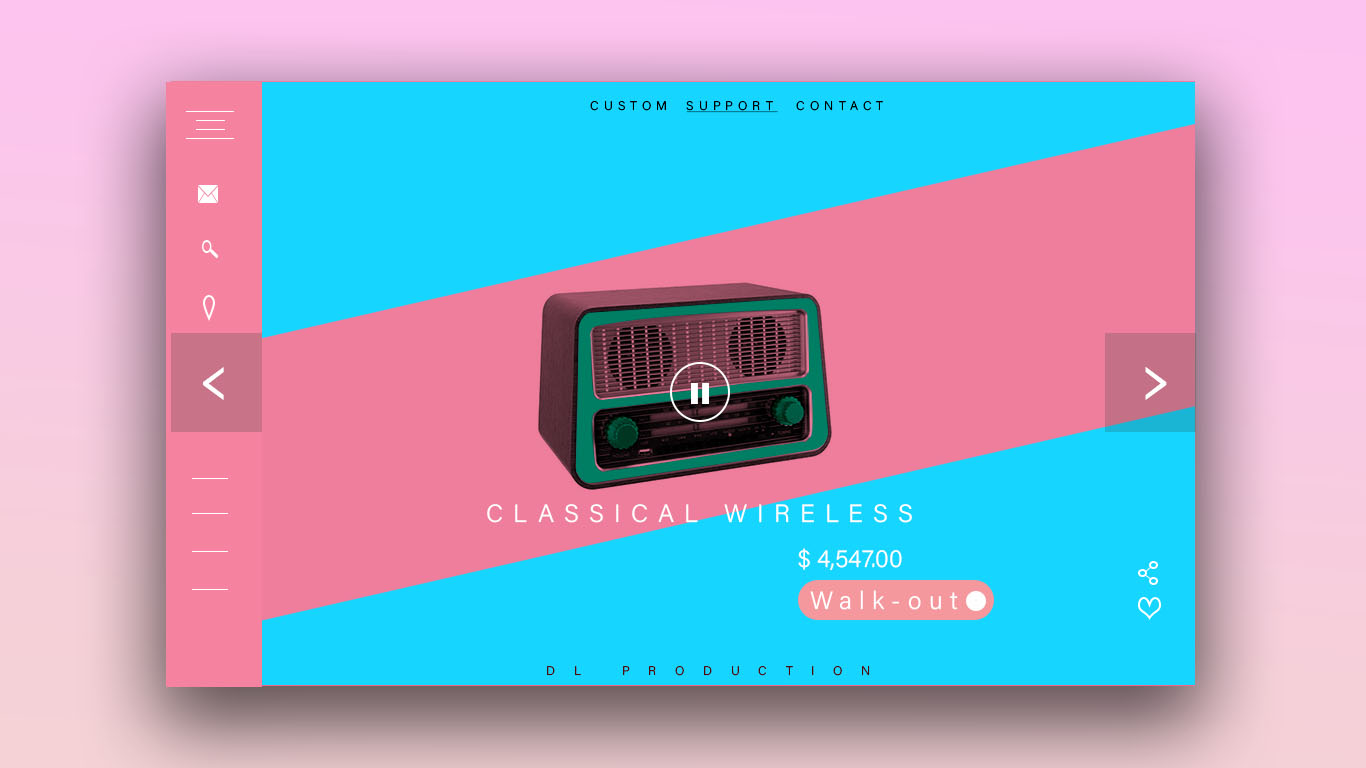 CUSTOM SUPPORT CONTACT
CLASSICAL WIRELESS
$ 4,547.00
Walk-out
DL PRODUCTION